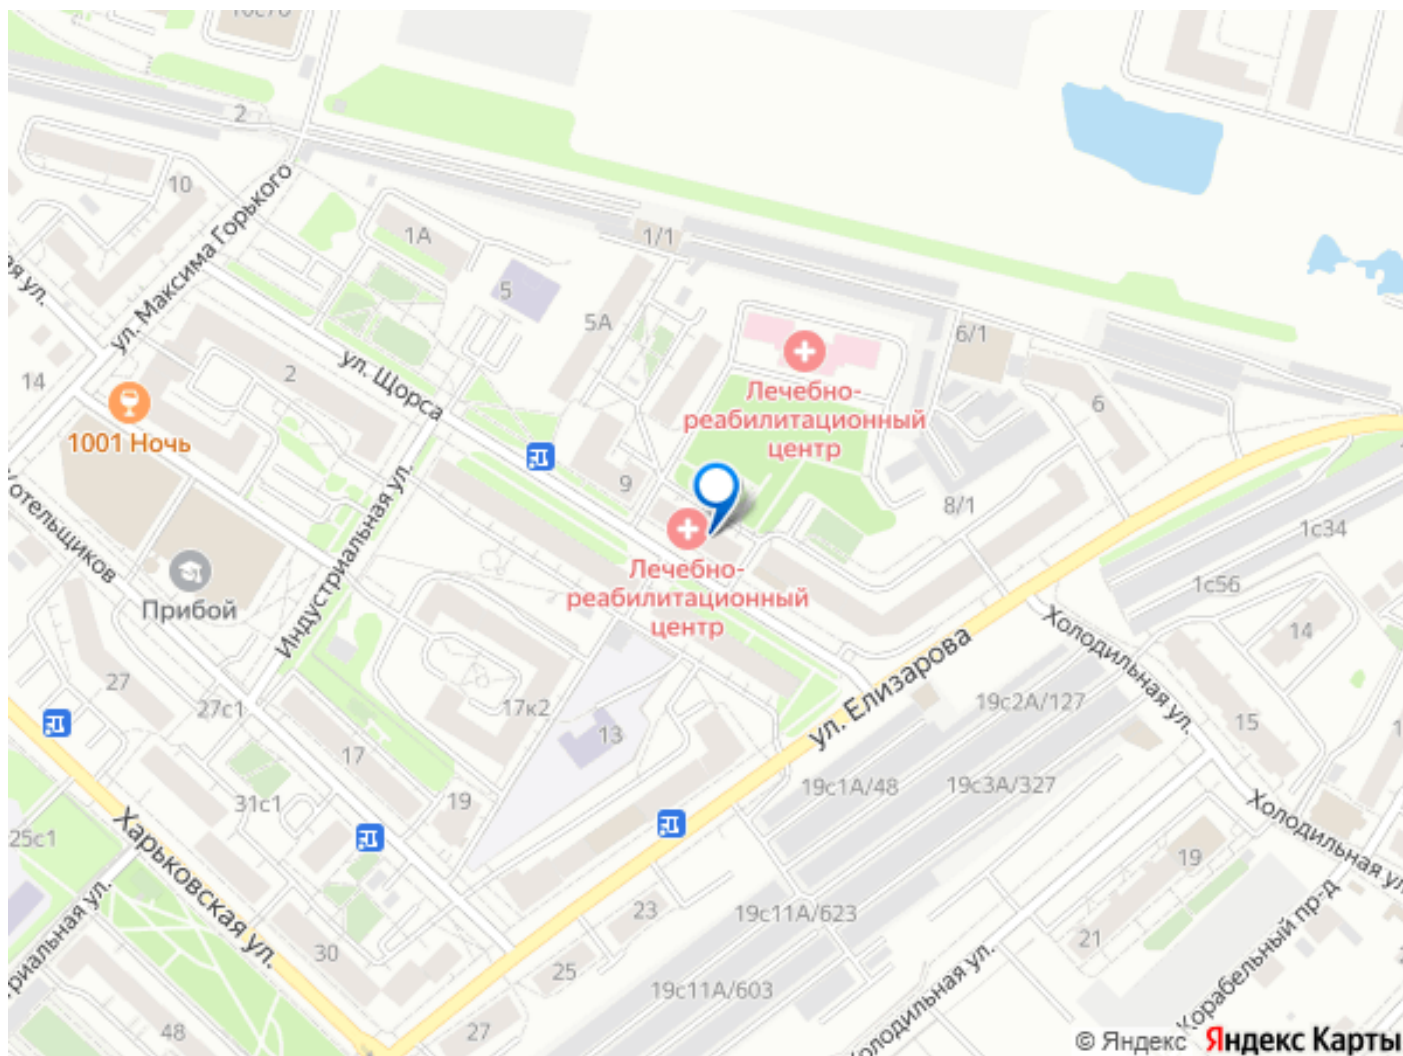 2
10
ул. Максима Горького
1А
1/1
5
5А
6/1
ул.
14
2
ул. Щорса
Лечебно-
реабилитационный
центр
6
1001 Ночь
9
8/1
1с34
Индустриальная ул.
Котельщиков
Прибой
Лечебно-
реабилитационный
центр
1с56
Холодильная ул.
14
27
27с1
17к2
13
ул. Елизарова
19с2А/127
15
17
31с1
19
19с1А/48
19с3А/327
Холодильная ул.
25с1
Харьковская ул.
19
23
19с11А/623
21
30
25
19с11А/603
Холодильная ул.
Корабельный пр-д
48
27
© Яндекс Яндекс Карты